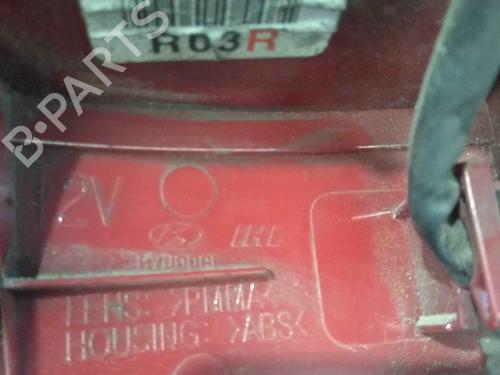 R03R
B-PARTS
12V
IHL
HYUNDAI
LENS: >PMMA<
HOUSING: >ABS<